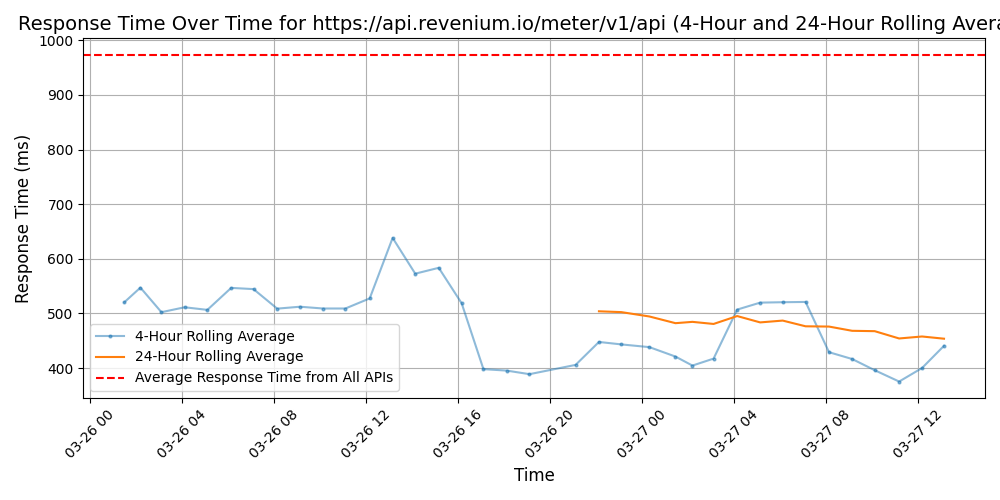 Response Time Over Time for https://api.revenium.io/meter/v1/api (4-Hour and 24-Hour Rolling Avera
Response Time (ms)
1000
900
800
700
600
500
400
4-Hour Rolling Average
24-Hour Rolling Average
Average Response Time from All APIs
03-26 00
03-26 04
03-26 08
03-26 12
03-26 16
03-26 20
03-27 00
03-27 04
03-27 08
03-27 12
Time